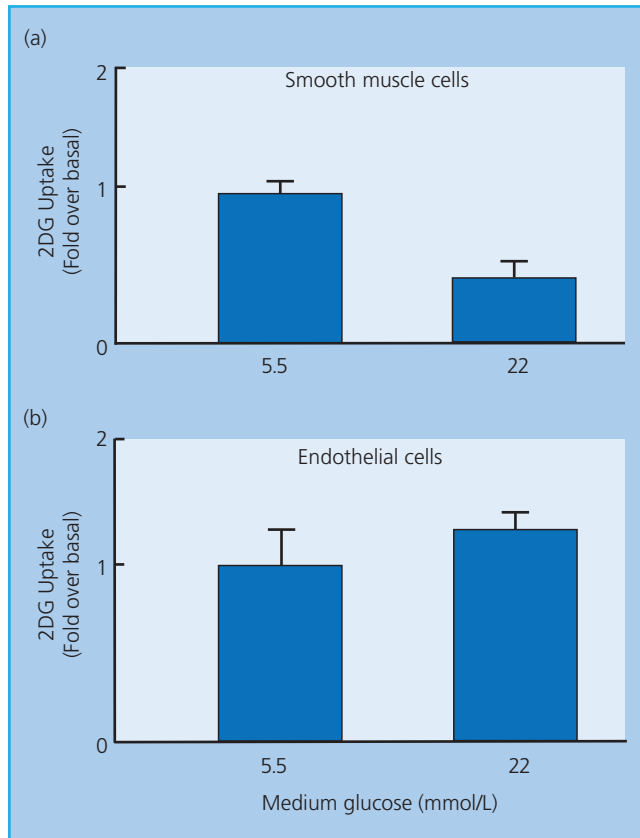 (a)
Smooth muscle cells
2DG Uptake
(Fold over basal)
2
1
0
5.5 22
(b)
Endothelial cells
2DG Uptake
(Fold over basal)
2
1
0
5.5 22
Medium glucose (mmol/L)